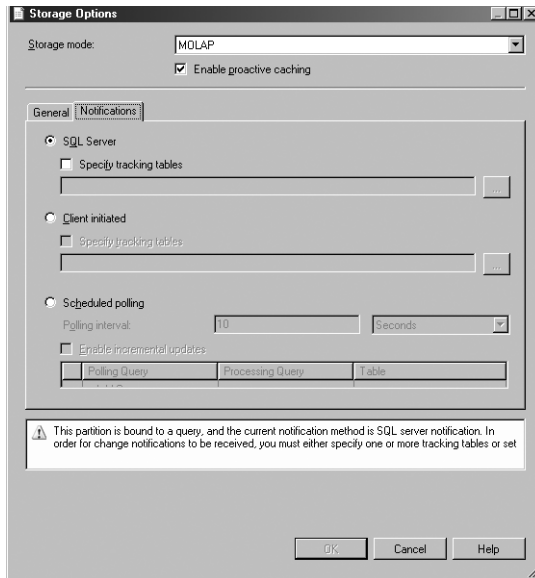 Storage Options
Storage mode: MOLAP
Enable proactive caching
General Notifications
SQL Server
Specify tracking tables
...
Client initiated
Specify tracking tables
...
Scheduled polling
Polling interval: 10 Seconds
Enable incremental updates
Polling Query Processing Query Table
This partition is bound to a query, and the current notification method is SQL server notification. In
order for change notifications to be received, you must either specify one or more tracking tables or set
OK Cancel Help